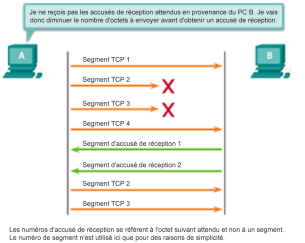 Je ne reçois pas les accusés de réception attendus en provenance du PC B. Je vais
donc diminuer le nombre d'octets à envoyer avant d'obtenir un accusé de réception.
A
B
Segment TCP 1
Segment TCP 2
Segment TCP 3
Segment TCP 4
Segment d'accusé de réception 1
Segment d'accusé de réception 2
Segment TCP 2
Segment TCP 3
Les numéros d'accusé de réception se réfèrent à l'octet suivant attendu et non à un segment.
Le numéro de segment n'est utilisé ici que pour des raisons de simplicité.